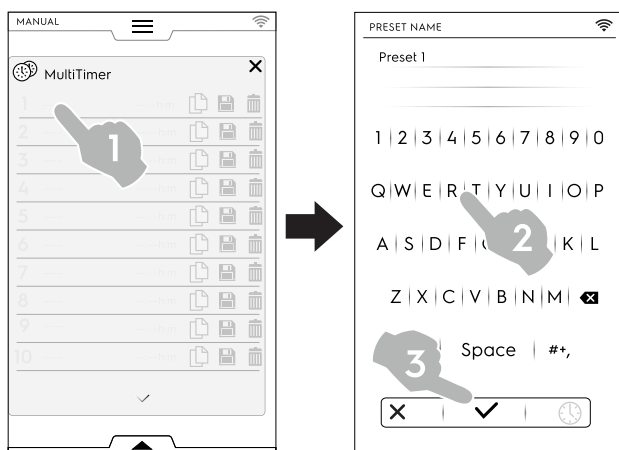 MANUAL
MultiTimer
1 h:m
2 h:m
3 h:m
4 h:m
5 h:m
6 h:m
7 h:m
8 h:m
9 h:m
10 h:m
1
PRESET NAME
Preset 1
1 2 3 4 5 6 7 8 9 0
Q W E R T Y U I O P
A S D F K L
2
Z X C V B N M
Space #+,
3